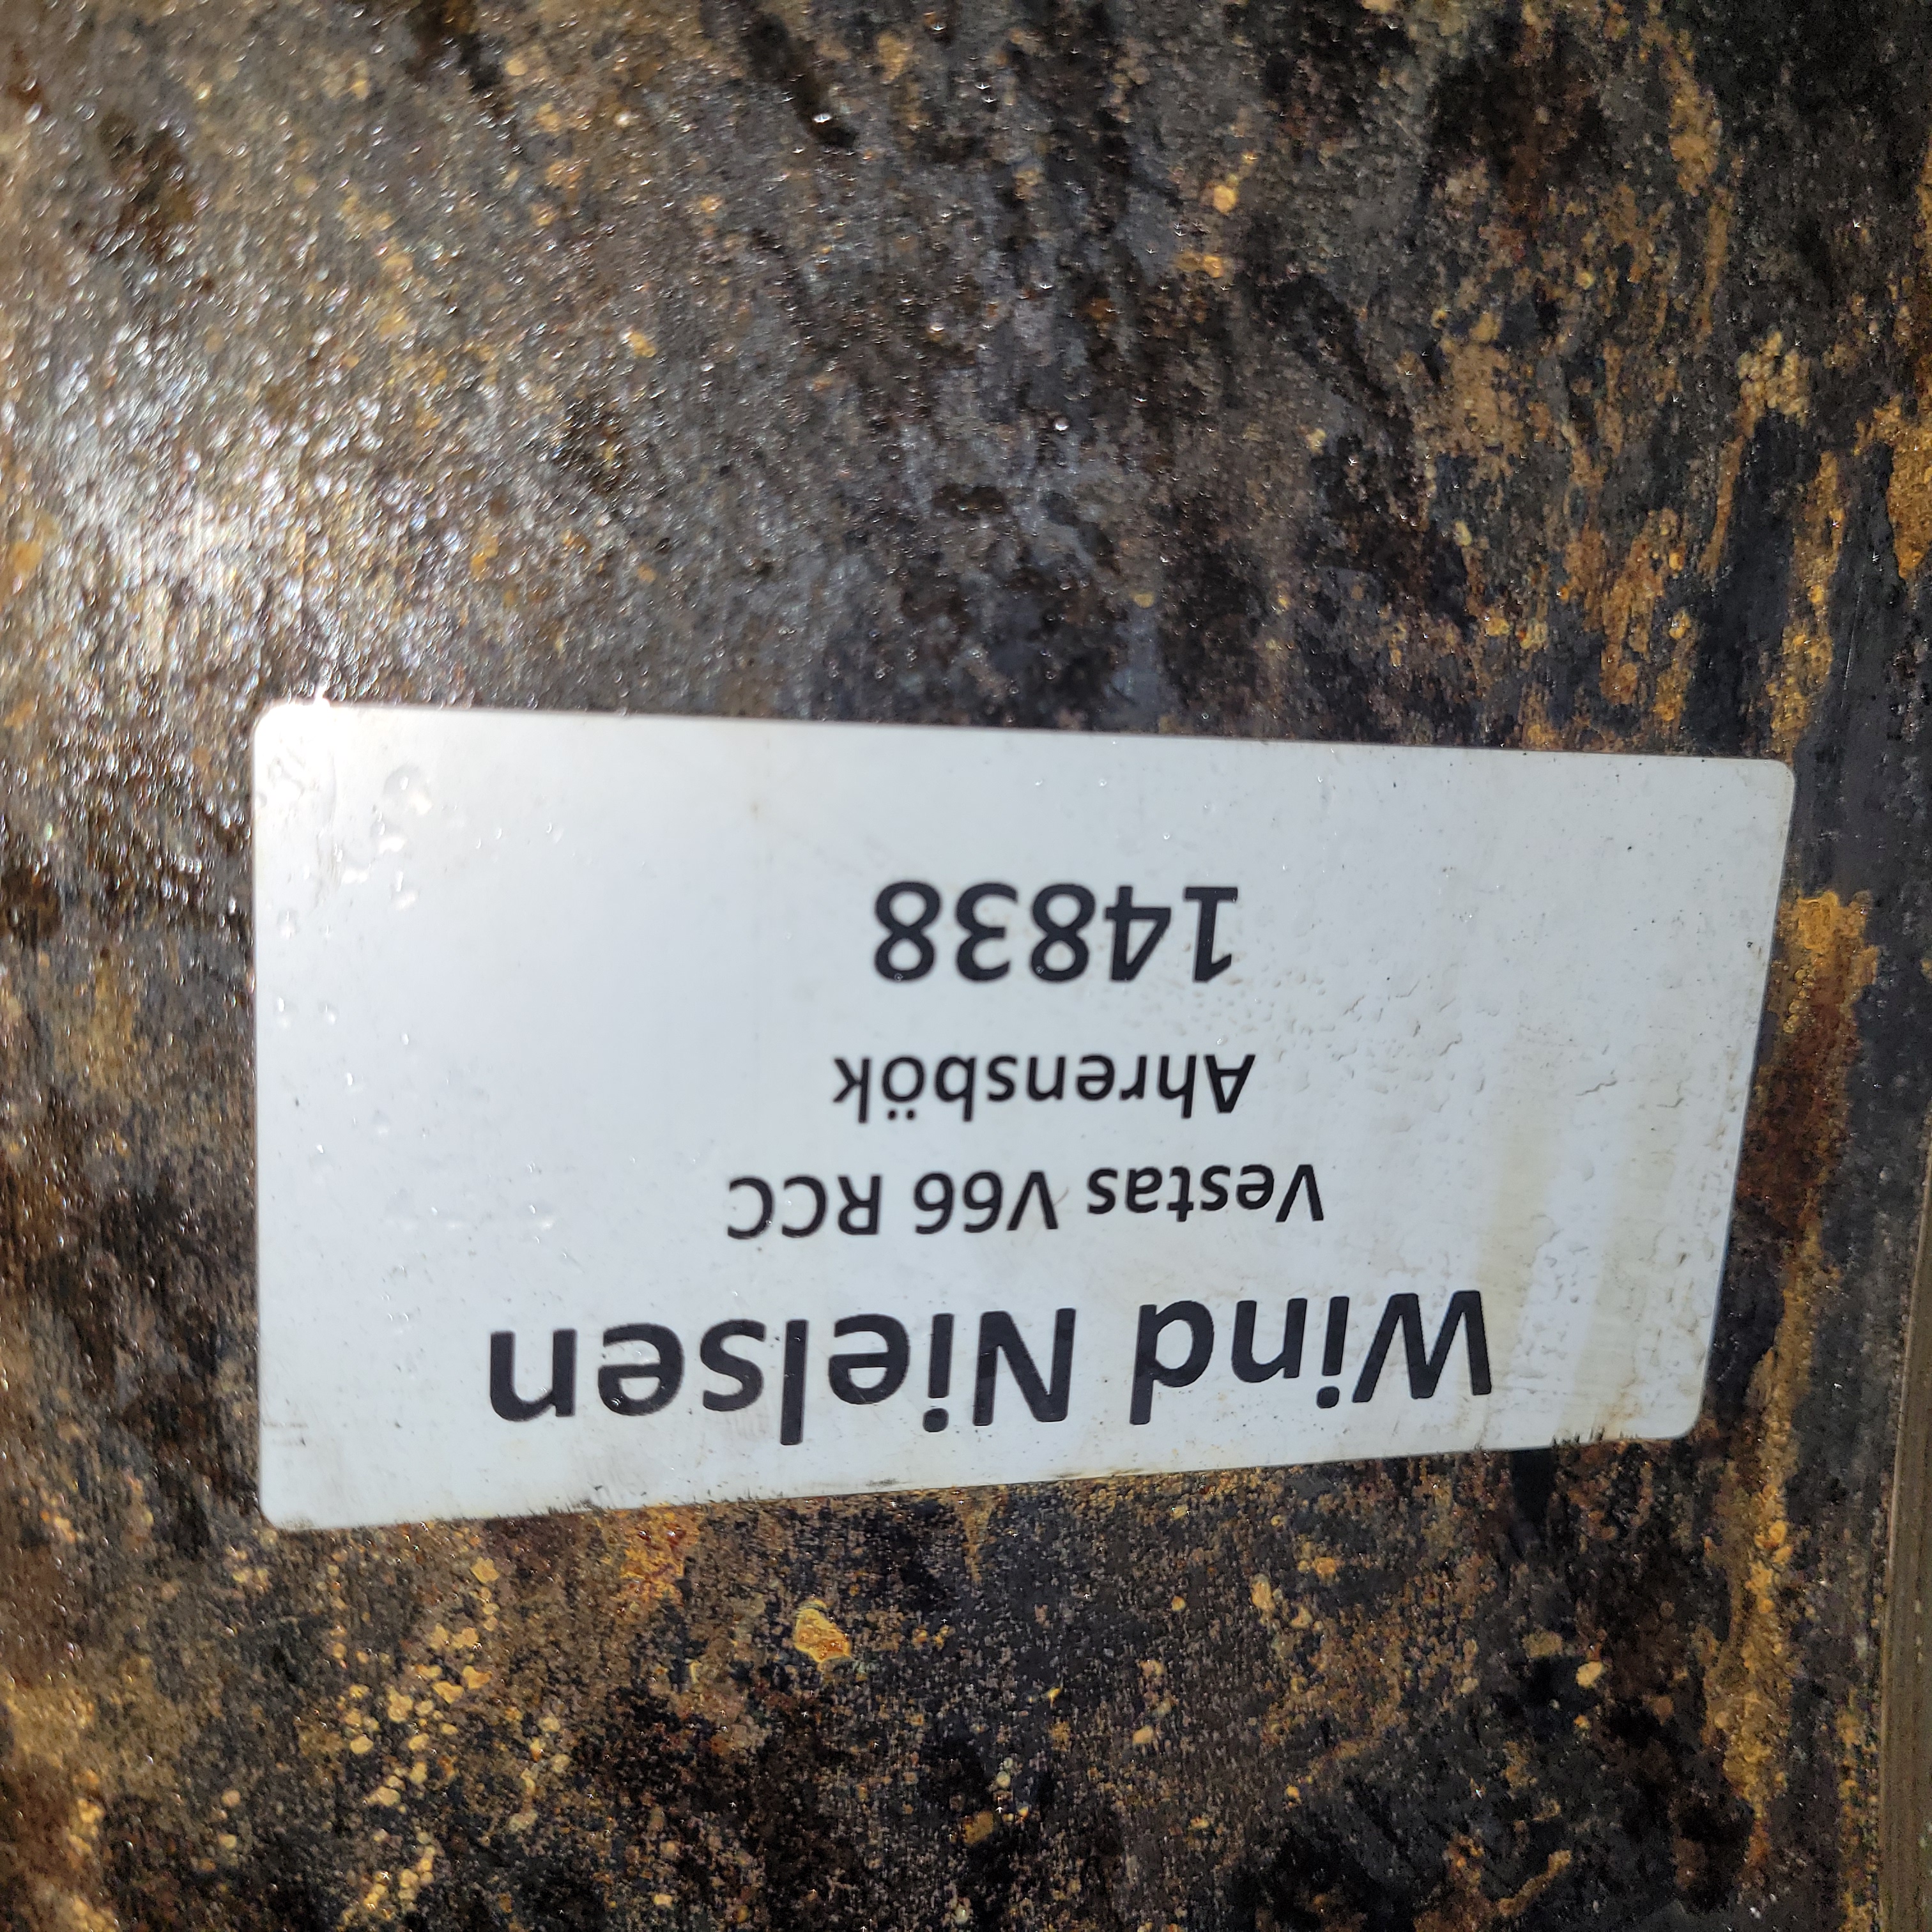 Wind Nielsen
Vestas V66 RCC
Ahrensbök
14838